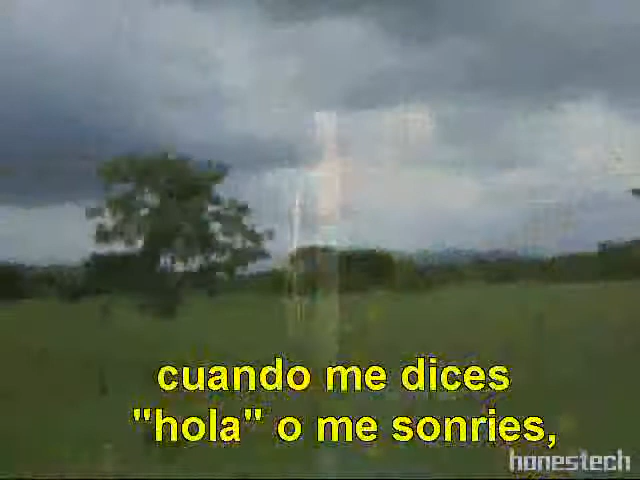 cuando me dices
"hola" o me sonries,
honestech